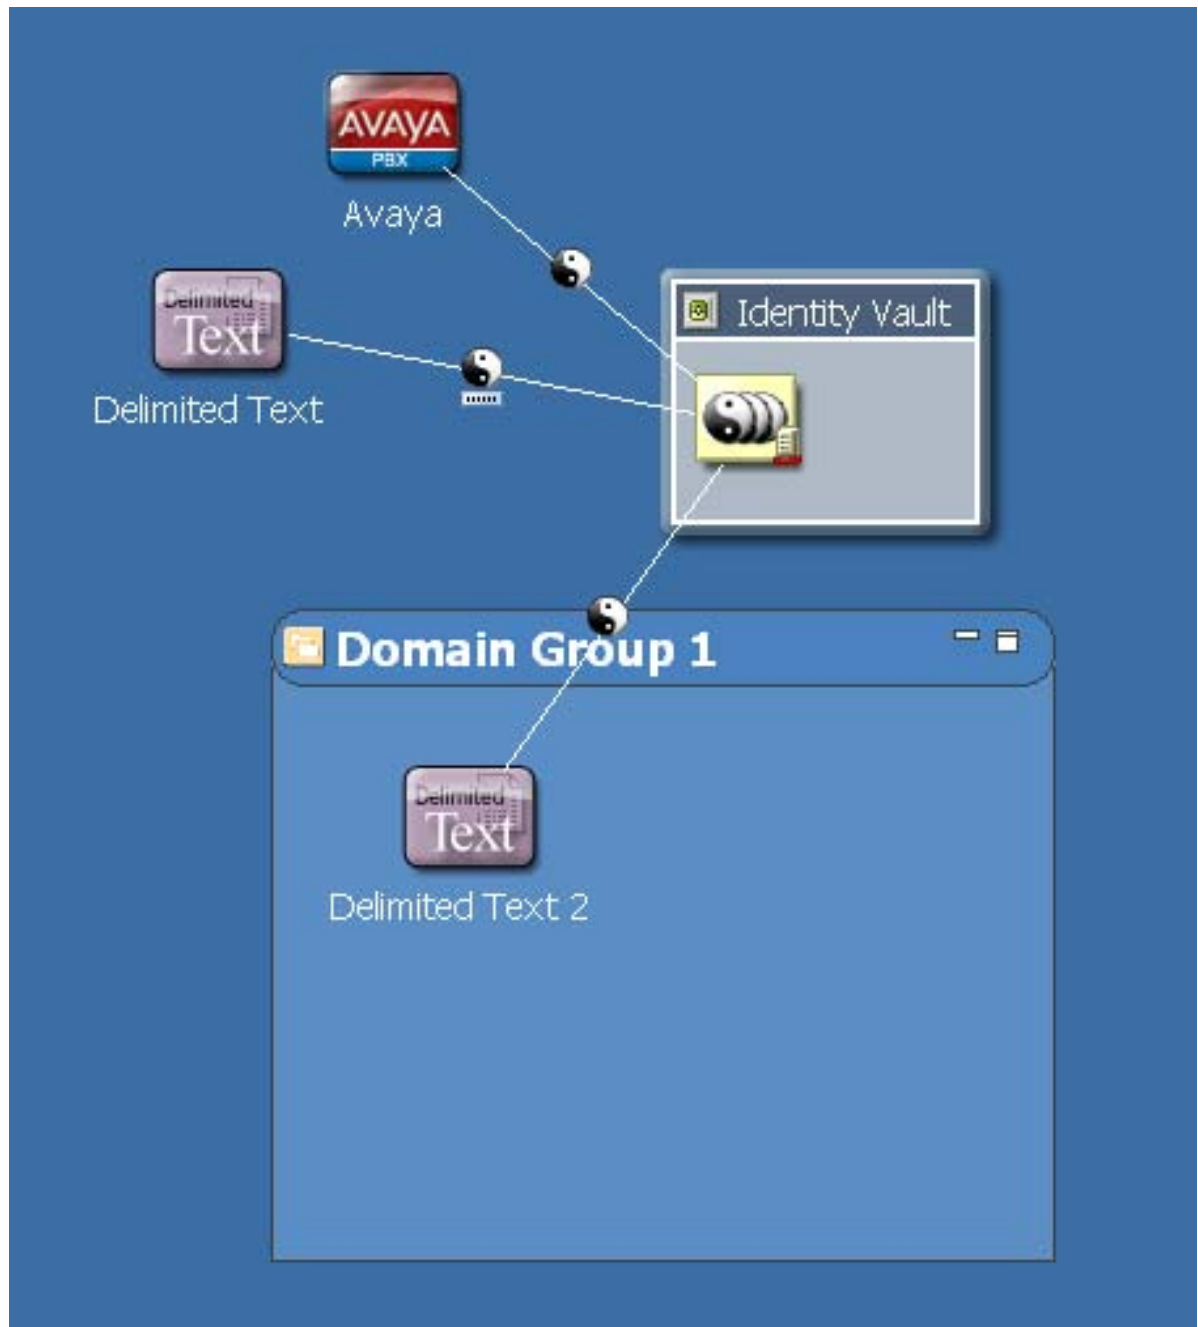 AVAYA
PBX
Avaya
Delimited
Text
Delimited Text
Identity Vault
Domain Group 1
Delimited
Text
Delimited Text 2